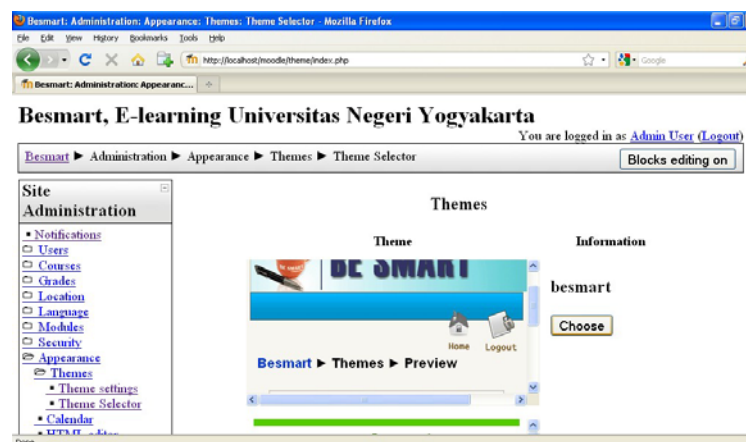 Besmart: Administration: Appearance: Themes: Theme Selector - Mozilla Firefox
File Edit View History Bookmarks Tools Help
http://localhost/moodle/theme/index.php
Google
Besmart: Administration: Appearanc...
Besmart, E-learning Universitas Negeri Yogyakarta
You are logged in as Admin User (Logout)
Besmart ► Administration ► Appearance ► Themes ► Theme Selector
Blocks editing on
Site
Administration
Notifications
Users
Courses
Grades
Location
Language
Modules
Security
Appearance
Themes
Theme settings
Theme Selector
Calendar
HTML editor
Themes
Theme
Information
BE SMART
Home
Logout
Besmart ► Themes ► Preview
besmart
Choose
Done